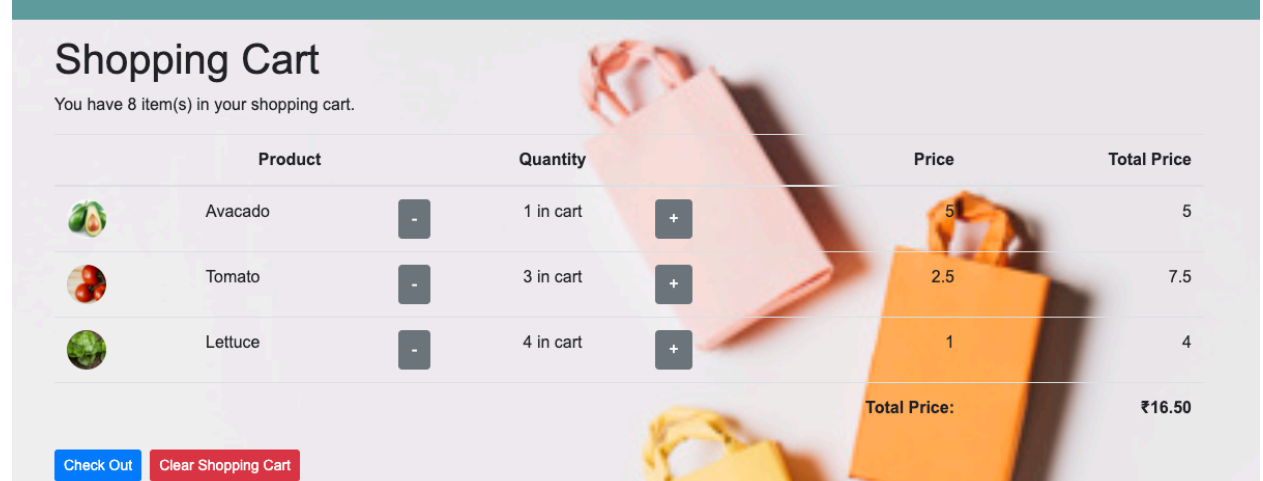 Shopping Cart
You have 8 item(s) in your shopping cart.
Product Quantity Price Total Price
Avacado - 1 in cart + 5 5
Tomato - 3 in cart + 2.5 7.5
Lettuce - 4 in cart + 1 4
Total Price: ₹16.50
Check Out Clear Shopping Cart